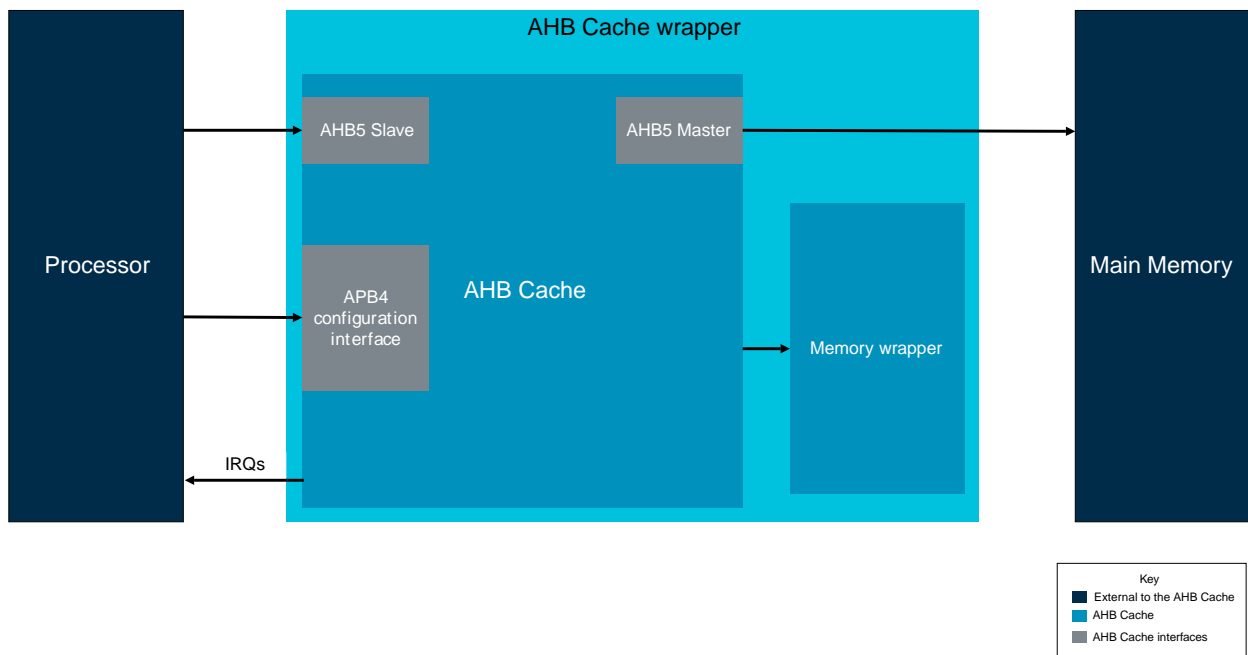 AHB Cache wrapper
AHB5 Slave
AHB5 Master
Processor
APB4
configuration
interface
AHB Cache
Memory wrapper
Main Memory
IRQs
Key
External to the AHB Cache
AHB Cache
AHB Cache interfaces